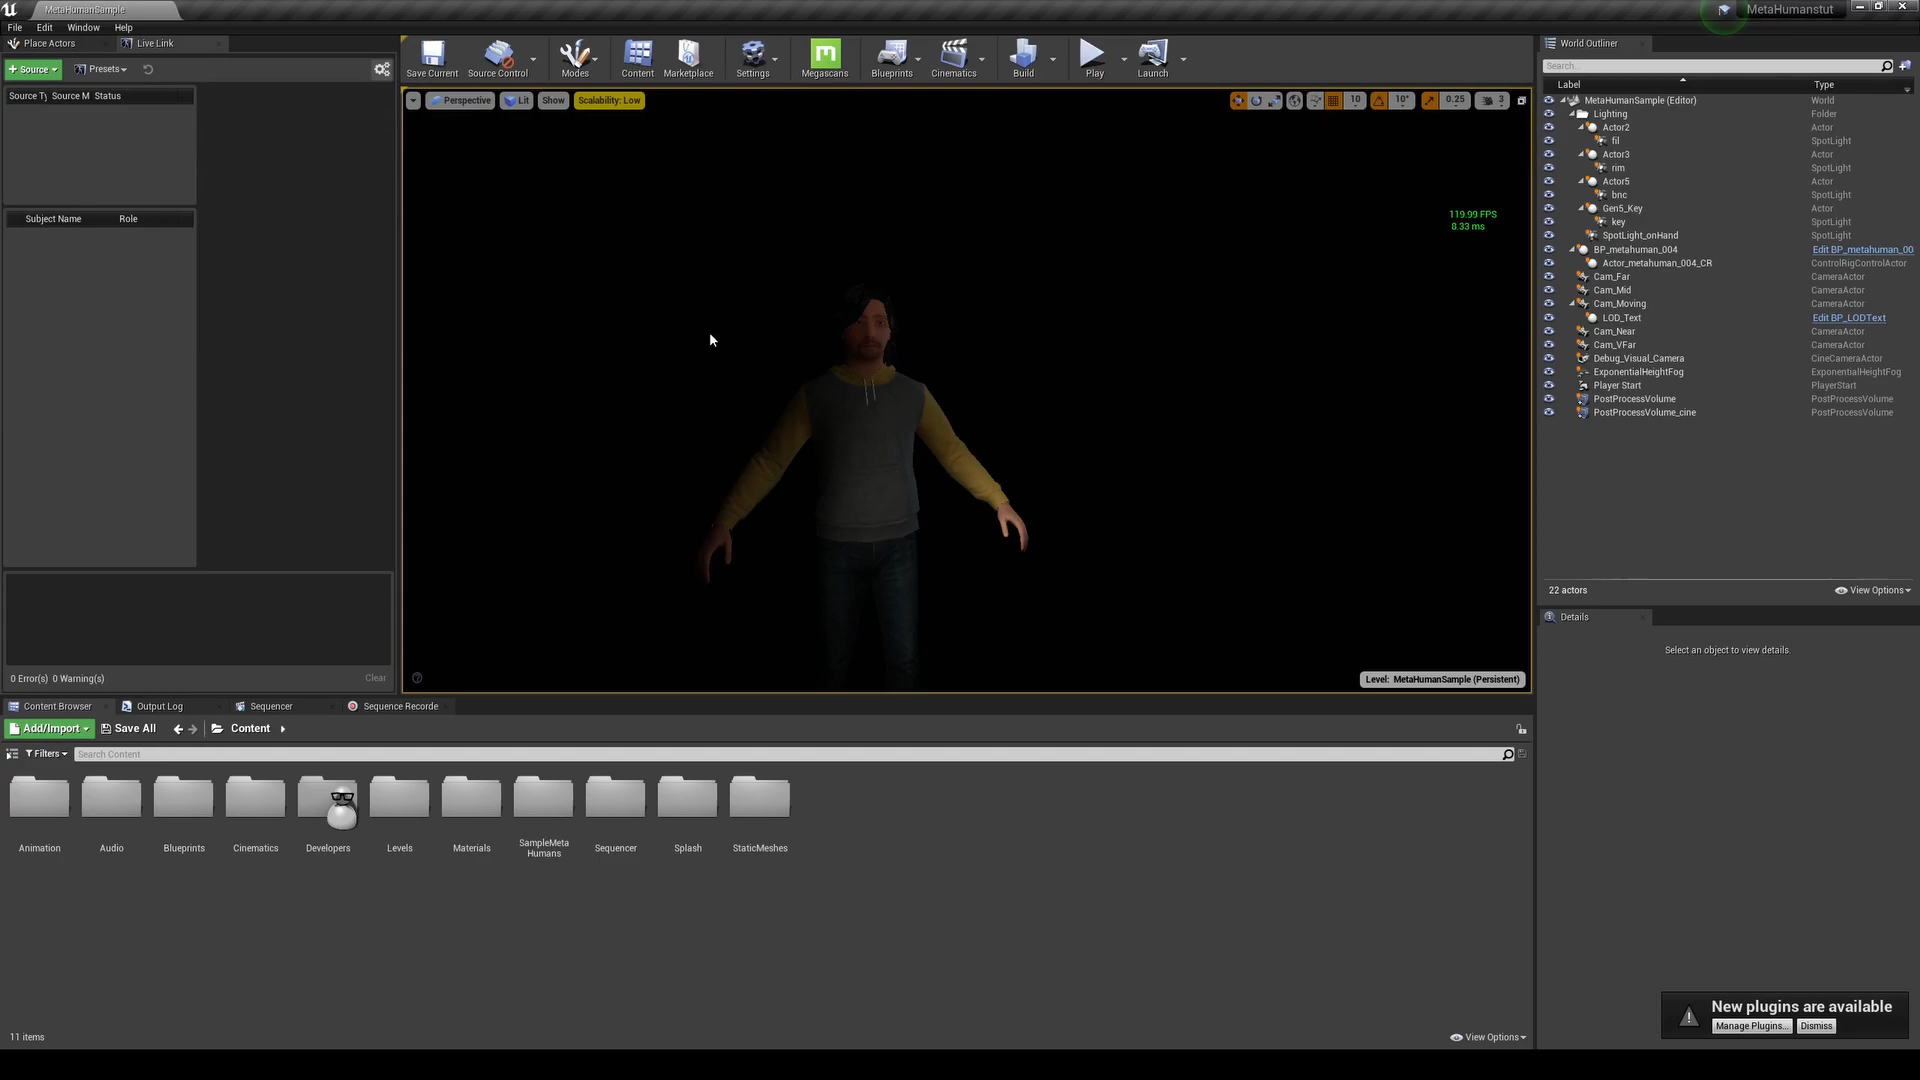 MetaHumanSample
MetaHumanstut
File Edit Window Help
Place Actors
Live Link
World Outliner
+ Source
Presets
Save Current
Source Control
Modes
Content
Marketplace
Settings
Megascans
Blueprints
Cinematics
Build
Play
Launch
Search...
Label Type
Source Ty Source M Status
Perspective
Lit
Show
Scalability: Low
10
10°
0.25
3
MetaHumanSample (Editor) World
Lighting Folder
Actor2 Actor
fil SpotLight
Actor3 Actor
rim SpotLight
Actor5 Actor
bnc SpotLight
Gen5_Key Actor
key SpotLight
SpotLight_onHand SpotLight
BP_metahuman_004 Edit BP_metahuman_00
Actor_metahuman_004_CR ControlRigControlActor
Cam_Far CameraActor
Cam_Mid CameraActor
Cam_Moving CameraActor
LOD_Text Edit BP_LODText
Cam_Near CameraActor
Cam_VFar CameraActor
Debug_Visual_Camera CineCameraActor
ExponentialHeightFog ExponentialHeightFog
Player Start PlayerStart
PostProcessVolume PostProcessVolume
PostProcessVolume_cine PostProcessVolume
22 actors
View Options
Details
Select an object to view details.
119.99 FPS
8.33 ms
Subject Name Role
0 Error(s) 0 Warning(s)
Clear
Level: MetaHumanSample (Persistent)
Content Browser
Output Log
Sequencer
Sequence Recorde
Add/Import
Save All
Content
Filters
Search Content
Animation
Audio
Blueprints
Cinematics
Developers
Levels
Materials
SampleMeta
Humans
Sequencer
Splash
StaticMeshes
11 items
View Options
New plugins are available
Manage Plugins...
Dismiss